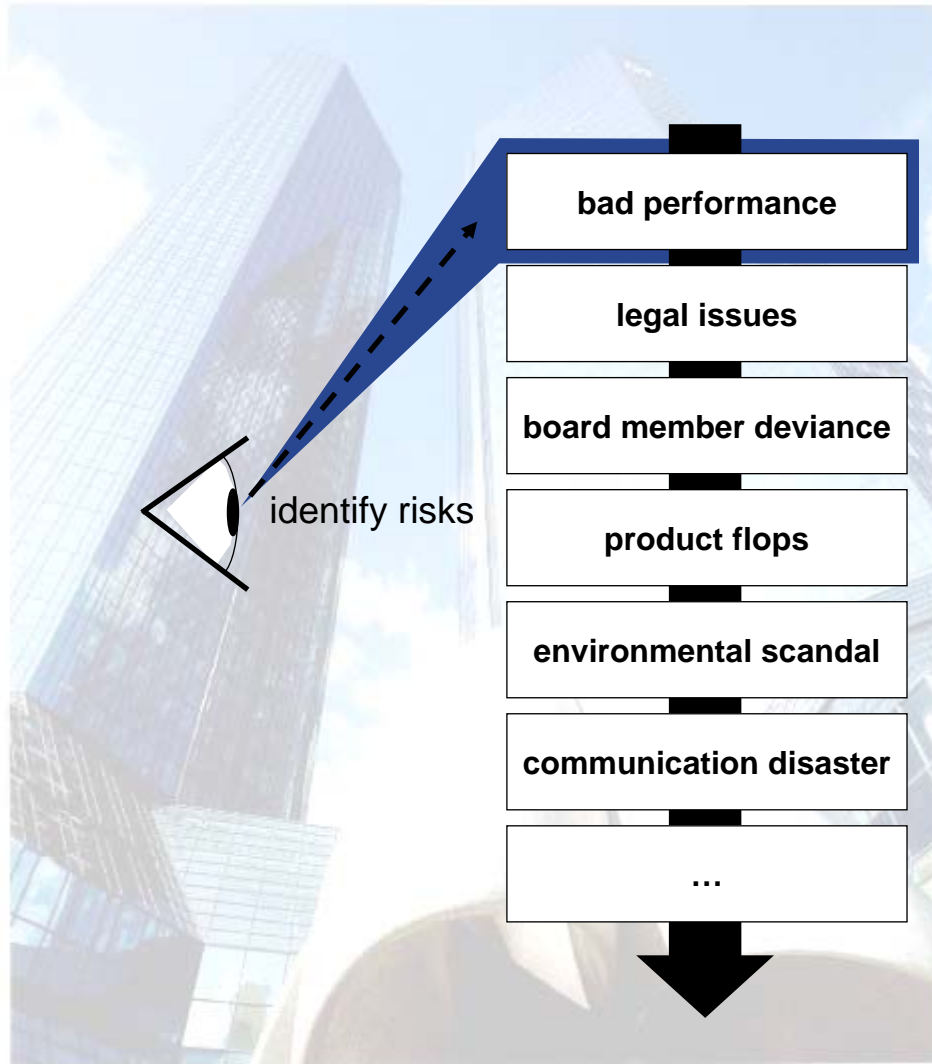 bad performance
legal issues
board member deviance
identify risks
product flops
environmental scandal
communication disaster
…